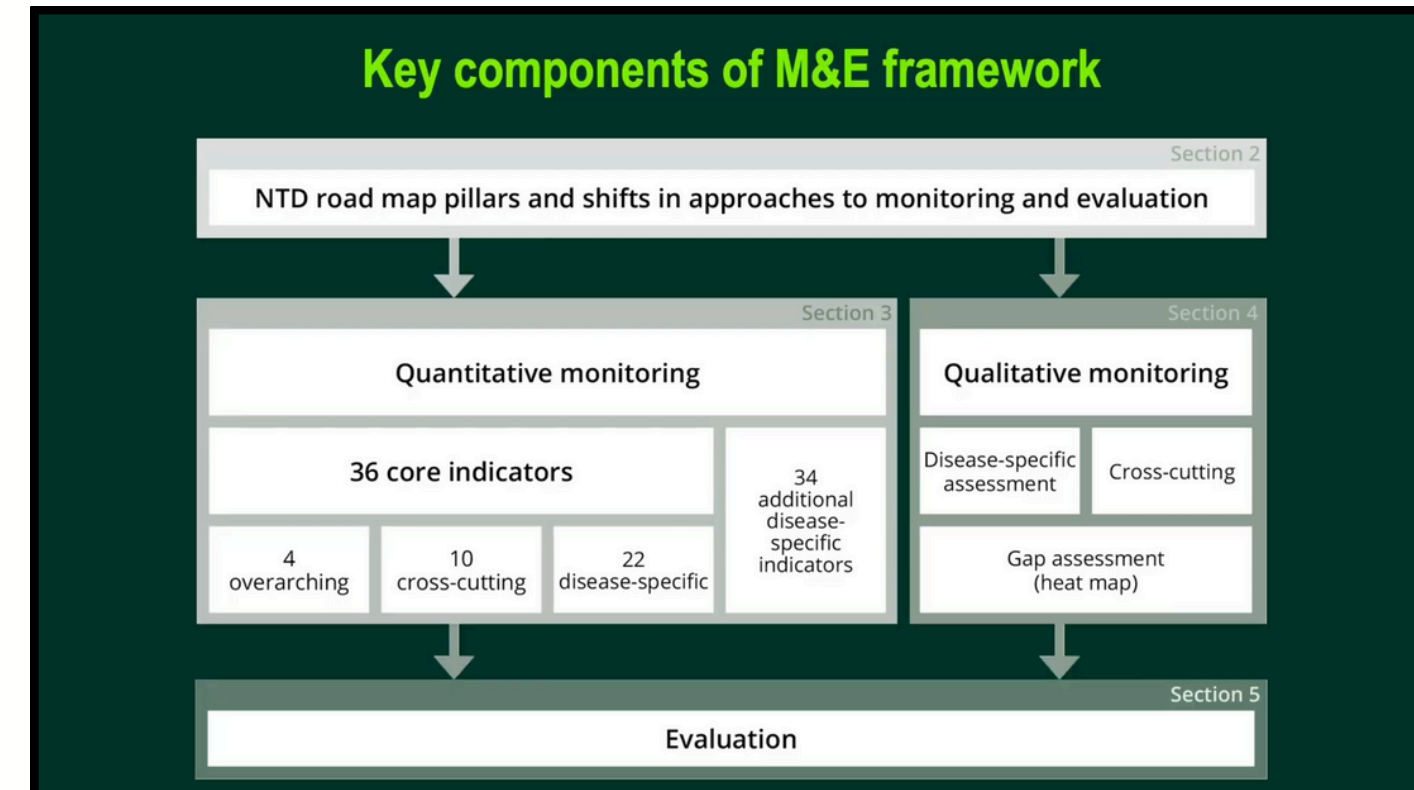 Key components of M&E framework
Section 2
NTD road map pillars and shifts in approaches to monitoring and evaluation
Section 3
Quantitative monitoring
36 core indicators
4
overarching
10
cross-cutting
22
disease-specific
34
additional
disease-
specific
indicators
Section 4
Qualitative monitoring
Disease-specific
assessment
Cross-cutting
Gap assessment
(heat map)
Section 5
Evaluation